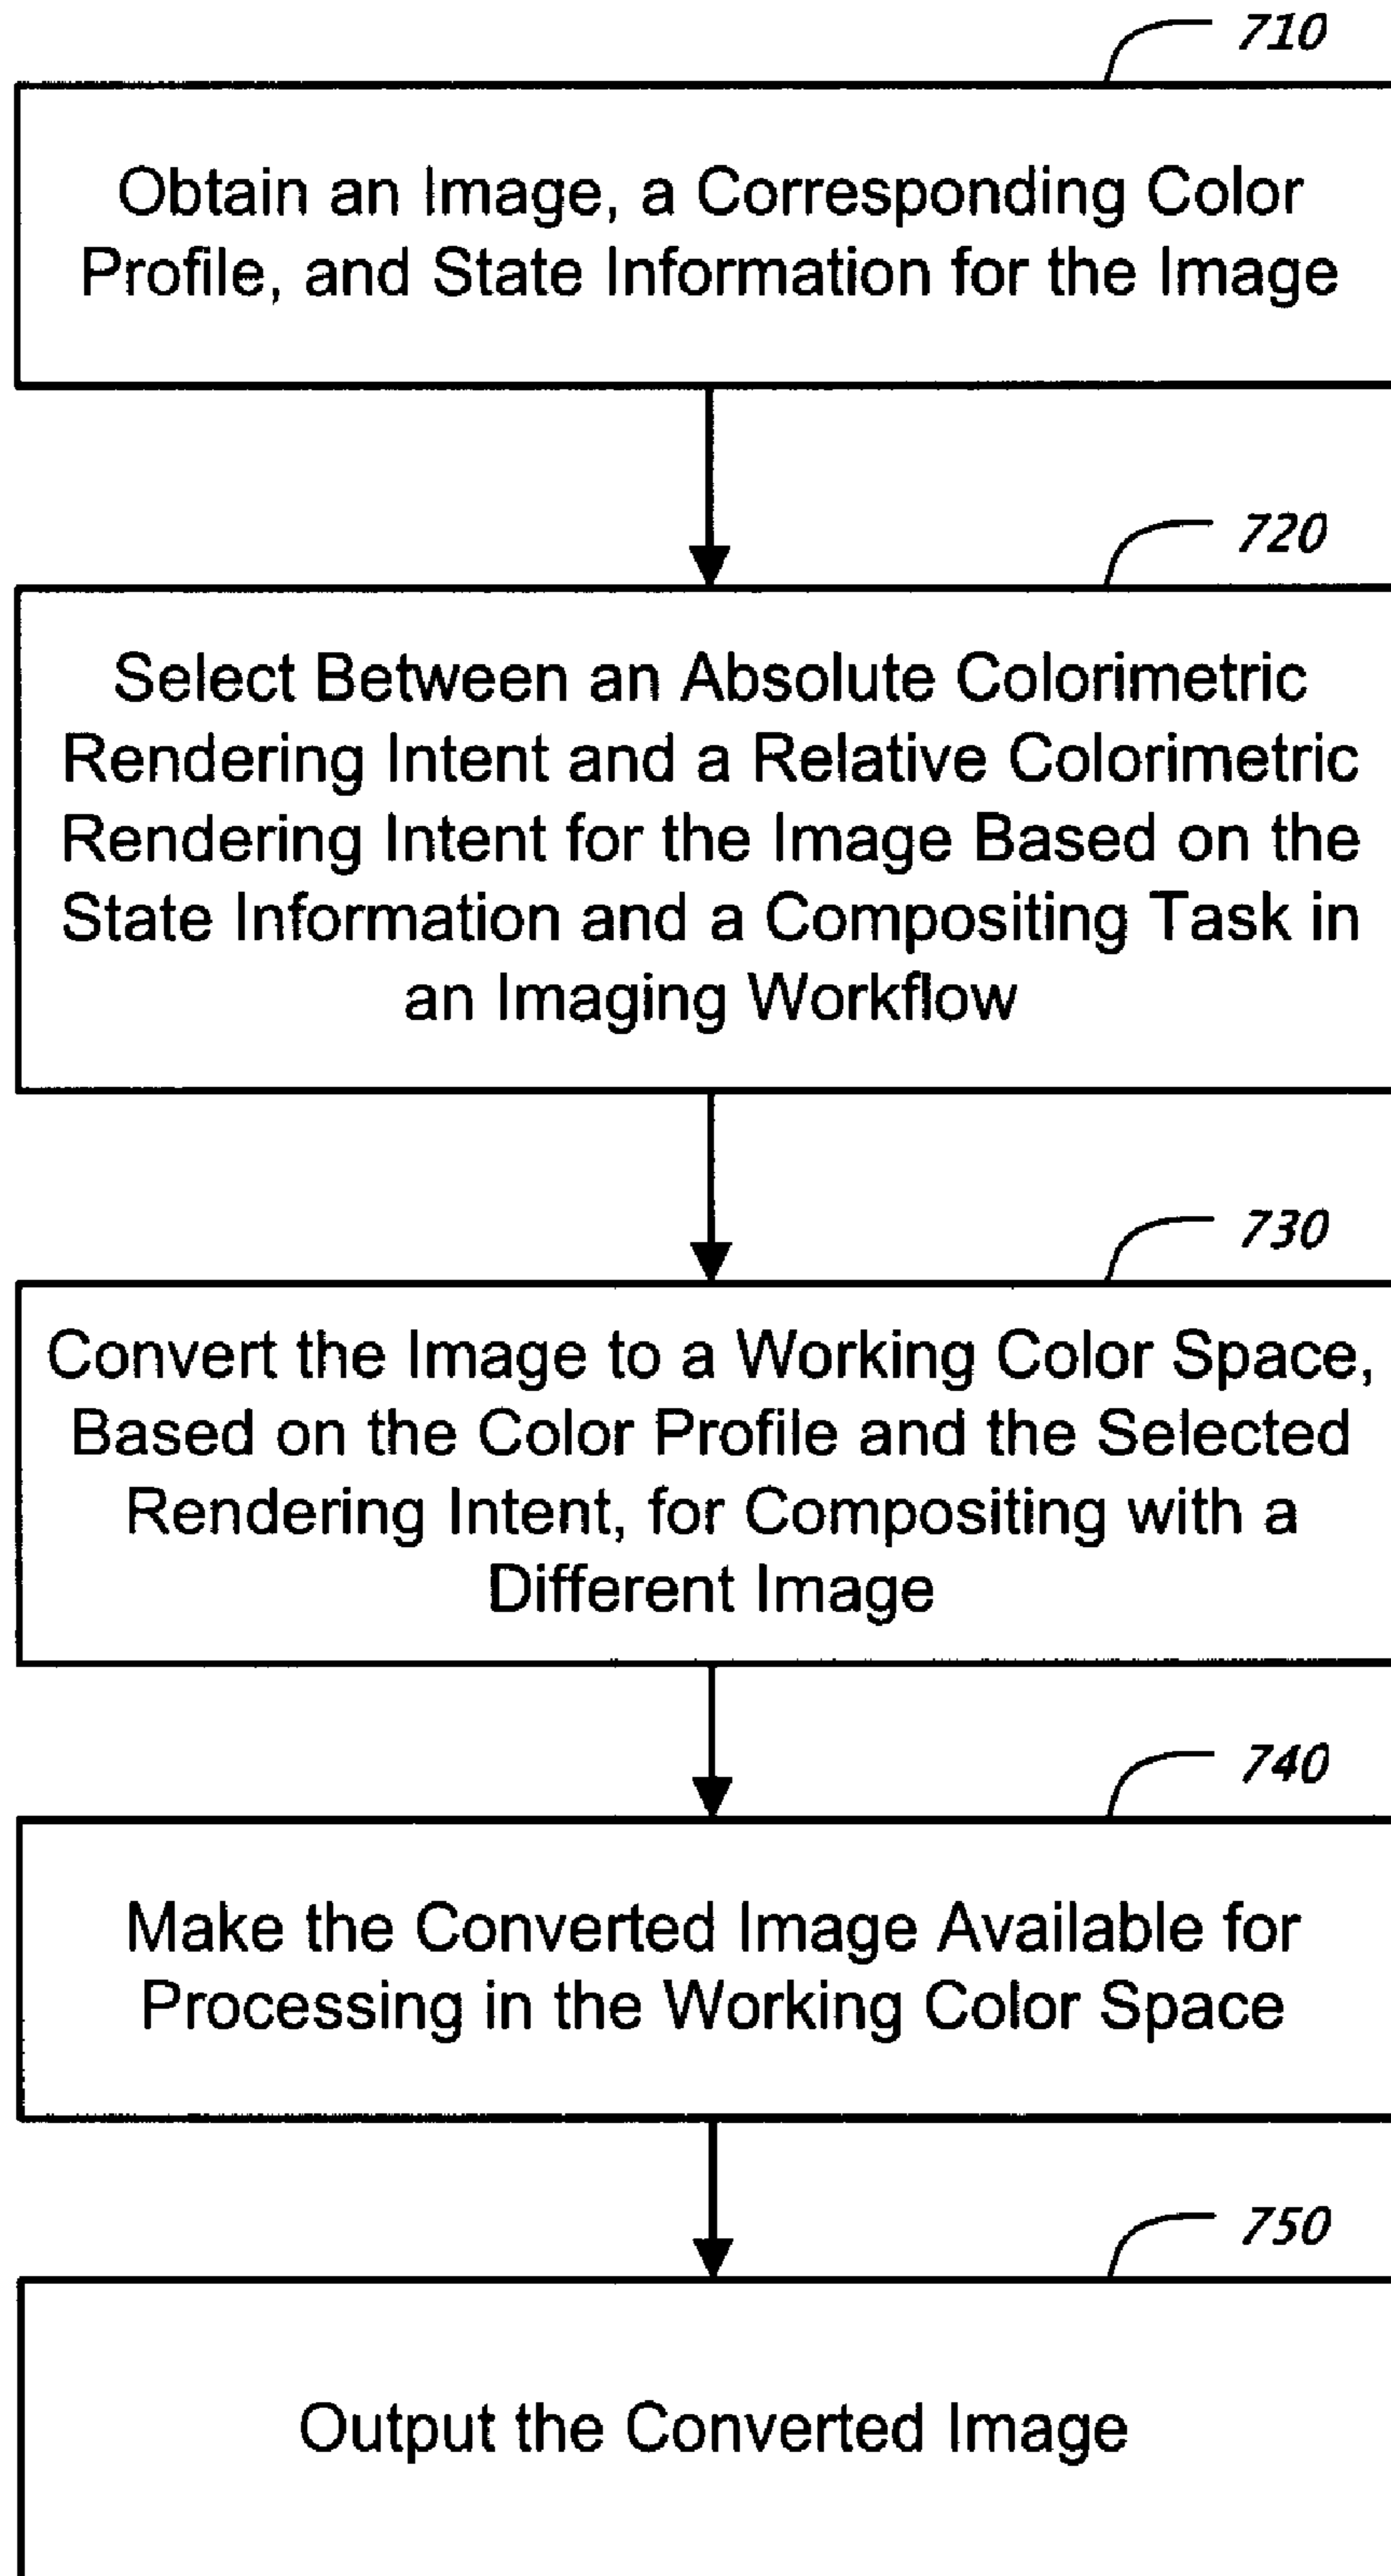 710
Obtain an Image, a Corresponding Color
Profile, and State Information for the Image
720
Select Between an Absolute Colorimetric
Rendering Intent and a Relative Colorimetric
Rendering Intent for the Image Based on the
State Information and a Compositing Task in
an Imaging Workflow
730
Convert the Image to a Working Color Space,
Based on the Color Profile and the Selected
Rendering Intent, for Compositing with a
Different Image
740
Make the Converted Image Available for
Processing in the Working Color Space
750
Output the Converted Image